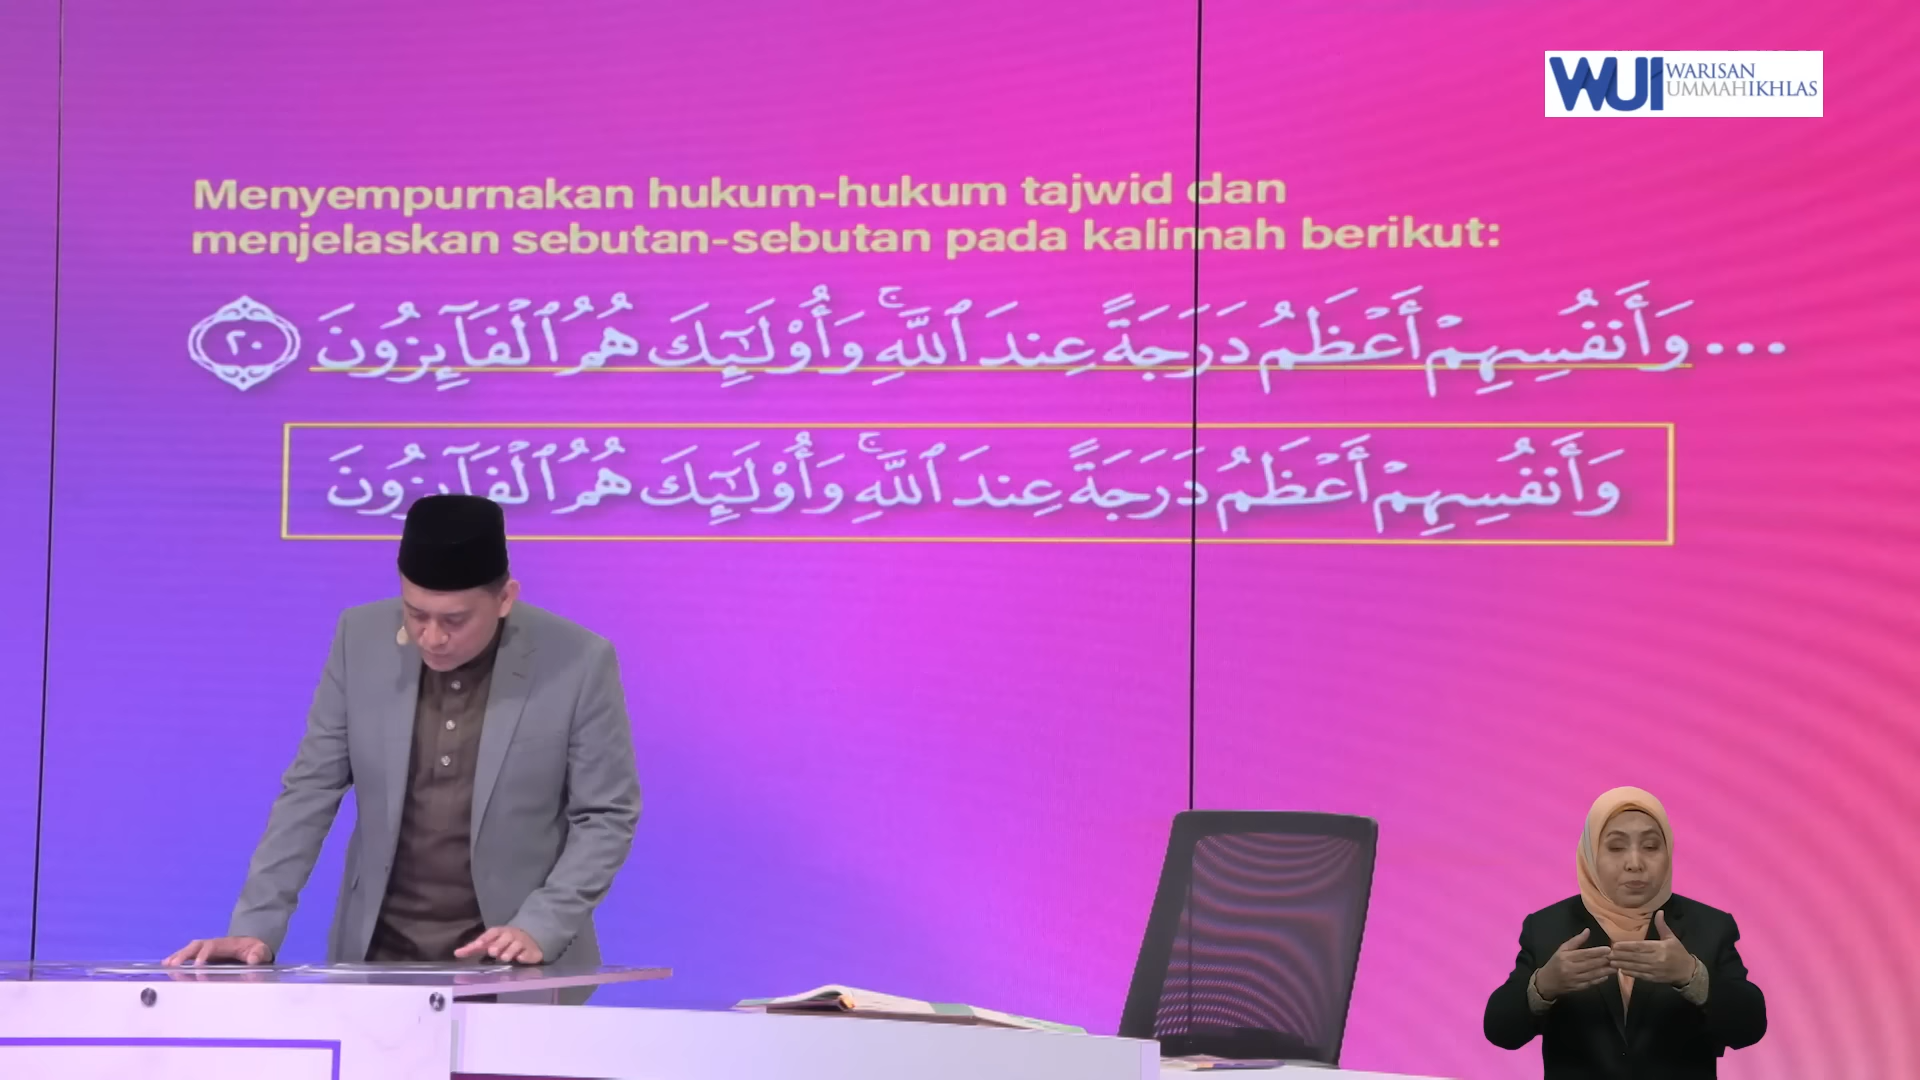 WUI WARISAN
UMMAHIKHLAS
Menyempurnakan hukum-hukum tajwid dan
menjelaskan sebutan-sebutan pada kalimah berikut:
... وَأَنفُسِهِمۡ أَعۡظَمُ دَرَجَةً عِندَ ٱللَّهِۚ وَأُوْلَٰٓئِكَ هُمُ ٱلۡفَآئِزُونَ ٢٠
وَأَنفُسِهِمۡ أَعۡظَمُ دَرَجَةً عِندَ ٱللَّهِۚ وَأُوْلَٰٓئِكَ هُمُ ٱلۡفَآئِزُونَ